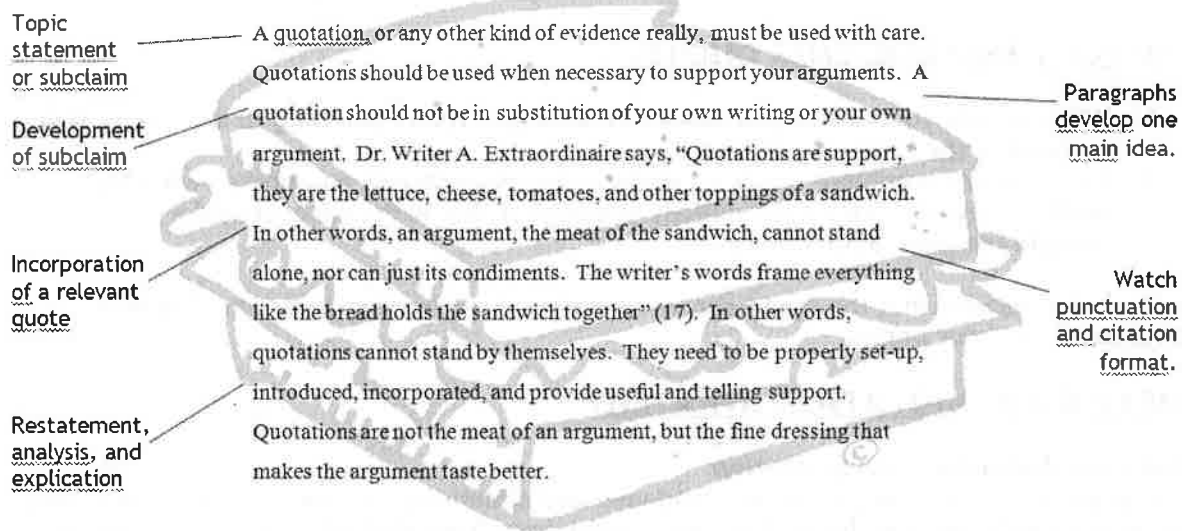 Topic
statement
or subclaim
Development
of subclaim
Incorporation
of a relevant
quote
Restatement,
analysis, and
explication
A quotation, or any other kind of evidence really, must be used with care.
Quotations should be used when necessary to support your arguments. A
quotation should not be in substitution of your own writing or your own
argument. Dr. Writer A. Extraordinaire says, “Quotations are support,
they are the lettuce, cheese, tomatoes, and other toppings of a sandwich.
In other words, an argument, the meat of the sandwich, cannot stand
alone, nor can just its condiments. The writer’s words frame everything
like the bread holds the sandwich together” (17). In other words,
quotations cannot stand by themselves. They need to be properly set-up,
introduced, incorporated, and provide useful and telling support.
Quotations are not the meat of an argument, but the fine dressing that
makes the argument taste better.
Paragraphs
develop one
main idea.
Watch
punctuation
and citation
format.
©